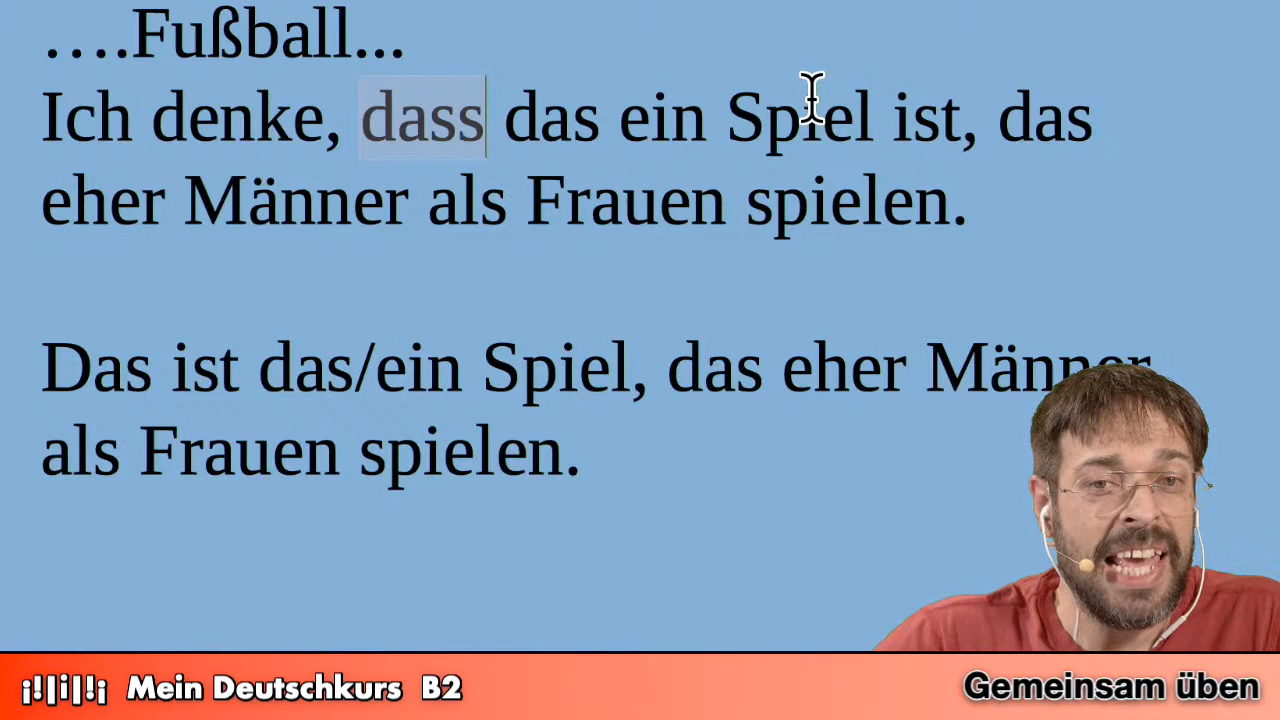 ….Fußball...
Ich denke, dass das ein Spiel ist, das
eher Männer als Frauen spielen.
Das ist das/ein Spiel, das eher Männer
als Frauen spielen.
¡!|¡|!¡ Mein Deutschkurs B2
Gemeinsam üben